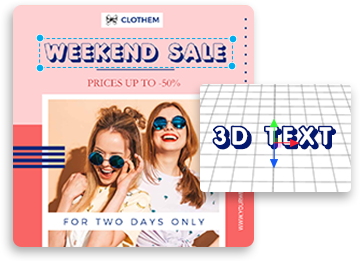 CLOTHEM
WEEKEND SALE
PRICES UP TO -50%
3D TEXT
FOR TWO DAYS ONLY